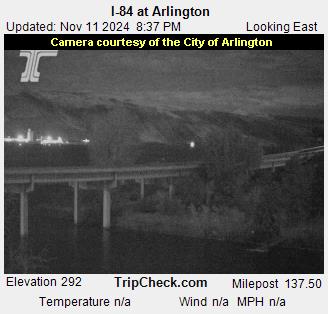 I-84 at Arlington
Updated: Nov 11 2024 8:37 PM Looking East
Camera courtesy of the City of Arlington
Elevation 292 TripCheck.com Milepost 137.50
Temperature n/a Wind n/a MPH n/a